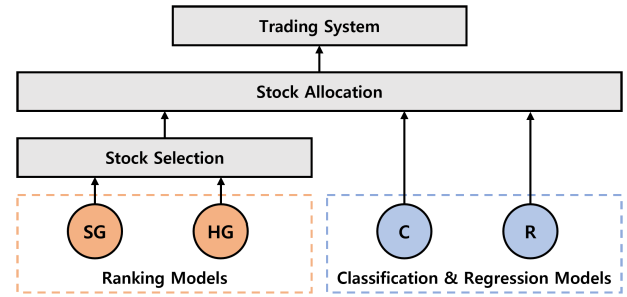 Trading System
Stock Allocation
Stock Selection
SG
HG
C
R
Ranking Models
Classification & Regression Models